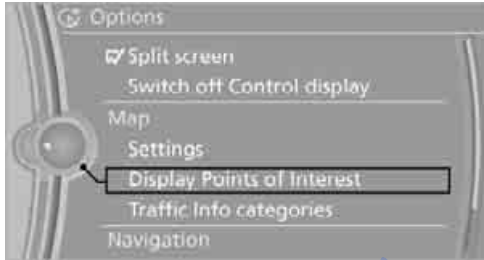 Options
Split screen
Switch off Control display
Map
Settings
Display Points of Interest
Traffic Info categories
Navigation